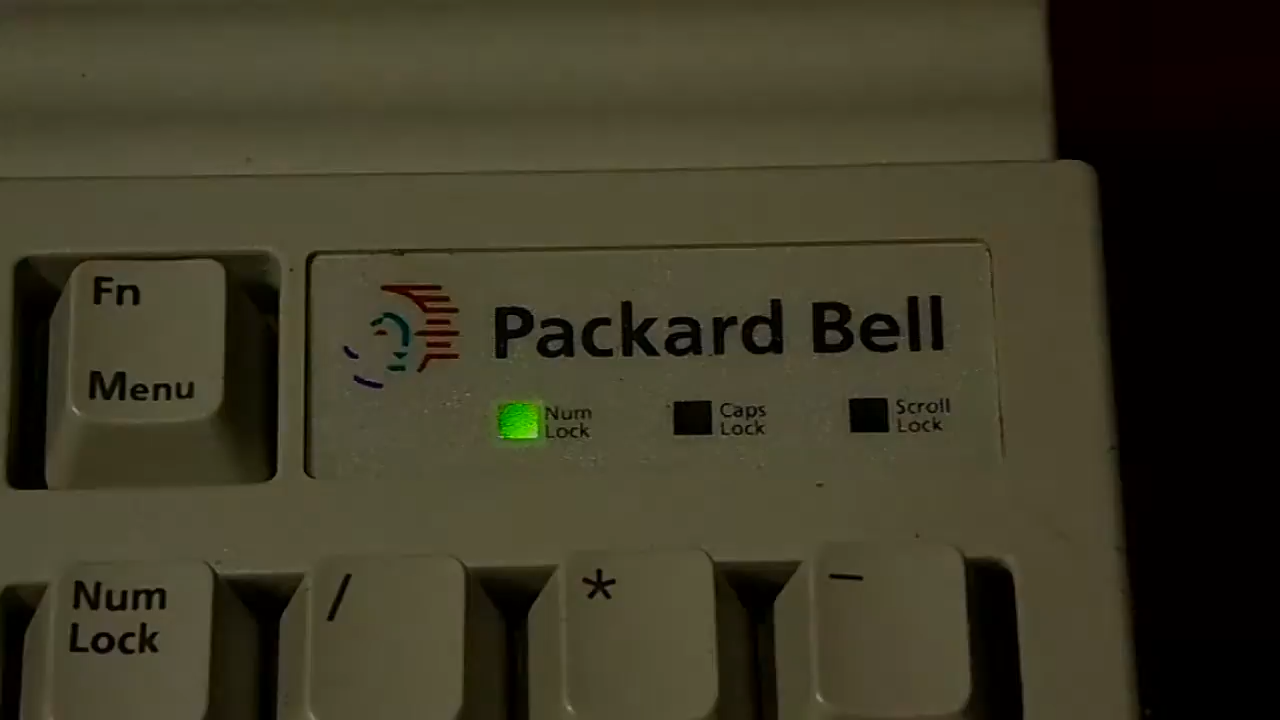 Fn
Menu
Packard Bell
Num
Lock
Caps
Lock
Scroll
Lock
Num
Lock
/
*
−